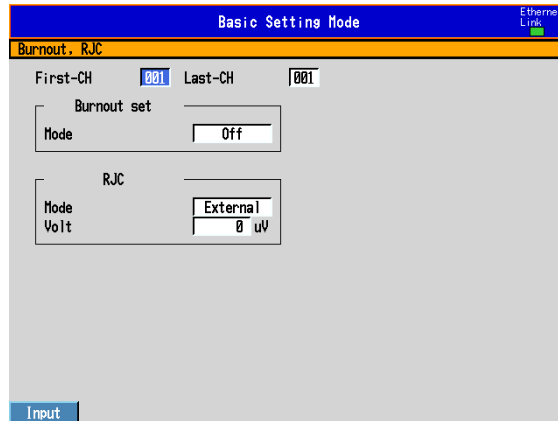 Basic Setting Mode
Etherne
Link
Burnout, RJC
First-CH 001 Last-CH 001
Burnout set
Mode Off
RJC
Mode External
Volt 0 uV
Input